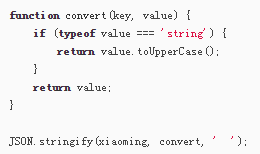 function convert(key, value) {
    if (typeof value === 'string') {
        return value.toUpperCase();
    }
    return value;
}
JSON.stringify(xiaoming, convert, '  ');